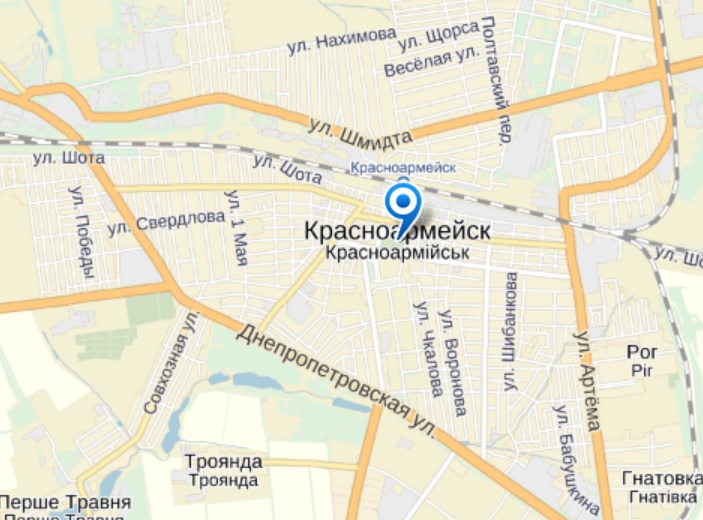 ул. Нахимова
ул. Щорса
Весёлая ул.
Полтавский пер.
ул. Шмидта
ул. Шота
ул. Шота
Красноармейск
ул. Победы
ул. Свердлова
ул. 1 Мая
Красноармейск
Красноармійськ
ул. Шо
ул. Шибанкова
ул. Чкалова
ул. Воронова
Днепропетровская ул.
Совхозная ул.
ул. Артёма
Рог
Ріг
ул. Бабушкина
Троянда
Троянда
Гнатовка
Гнатівка
Перше Травня
Перше Травня